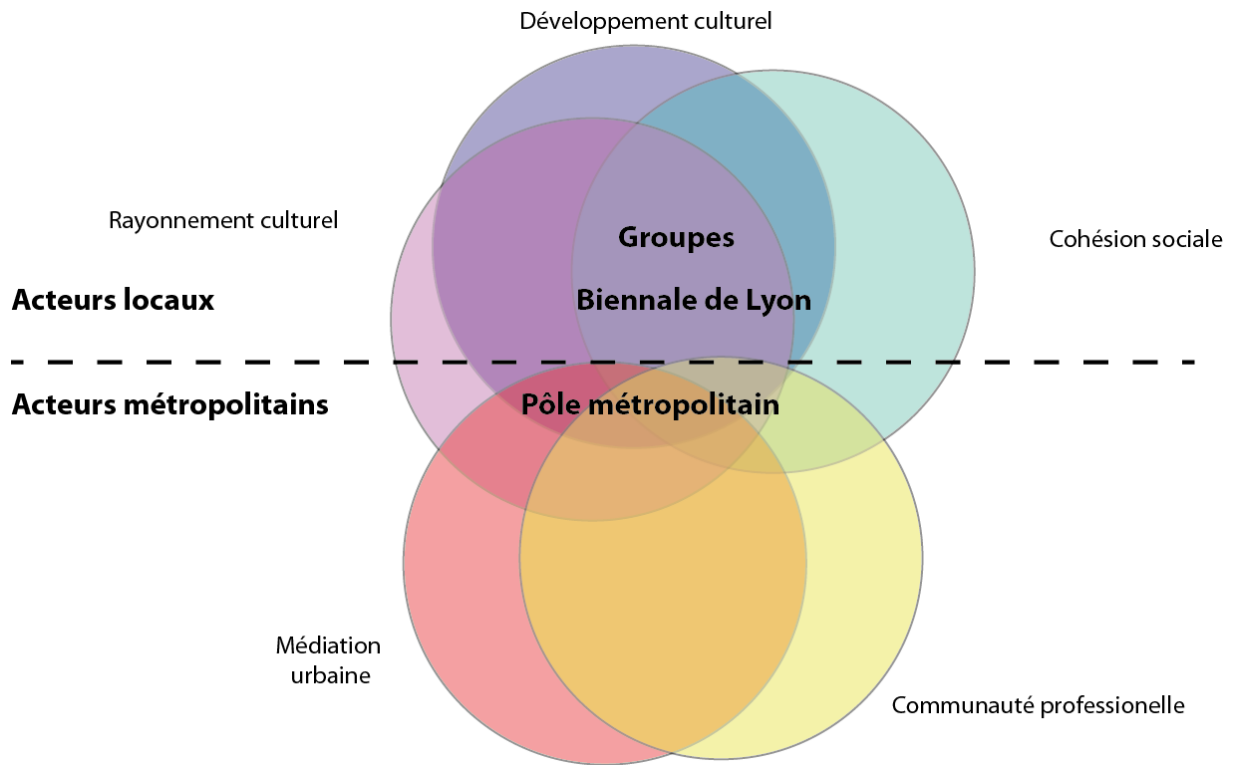 Développement culturel
Rayonnement culturel
Groupes
Cohésion sociale
Acteurs locaux
Biennale de Lyon
Acteurs métropolitains
Pôle métropolitain
Médiation
urbaine
Communauté professionelle